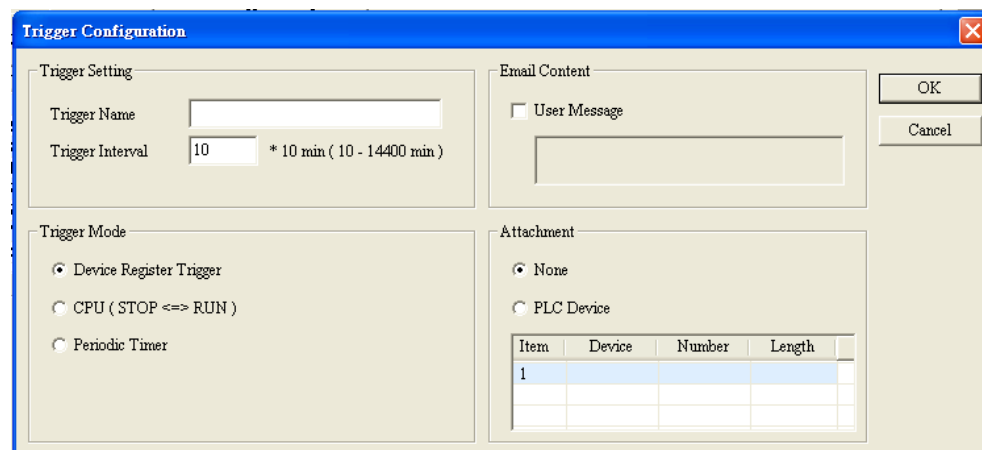 Trigger Configuration
Trigger Setting
Trigger Name
Trigger Interval 10 * 10 min ( 10 - 14400 min )
Email Content
User Message
OK
Cancel
Trigger Mode
Device Register Trigger
CPU ( STOP <=> RUN )
Periodic Timer
Attachment
None
PLC Device
Item Device Number Length
1